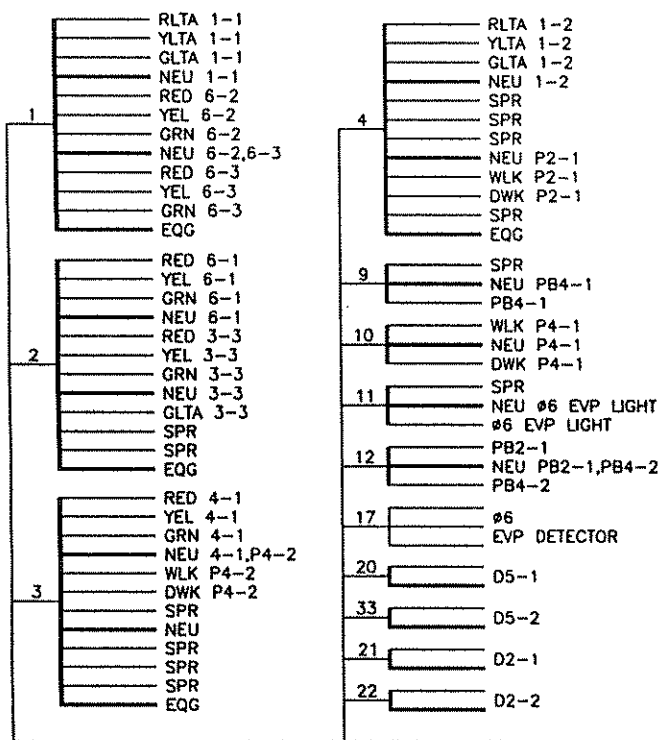 1
RLTA 1-1
YLTA 1-1
GLTA 1-1
NEU 1-1
RED 6-2
YEL 6-2
GRN 6-2
NEU 6-2,6-3
RED 6-3
YEL 6-3
GRN 6-3
EQG
2
RED 6-1
YEL 6-1
GRN 6-1
NEU 6-1
RED 3-3
YEL 3-3
GRN 3-3
NEU 3-3
GLTA 3-3
SPR
SPR
EQG
3
RED 4-1
YEL 4-1
GRN 4-1
NEU 4-1,P4-2
WLK P4-2
DWK P4-2
SPR
NEU
SPR
SPR
SPR
EQG
4
RLTA 1-2
YLTA 1-2
GLTA 1-2
NEU 1-2
SPR
SPR
SPR
NEU P2-1
WLK P2-1
DWK P2-1
SPR
EQG
9
SPR
NEU PB4-1
PB4-1
10
WLK P4-1
NEU P4-1
DWK P4-1
11
SPR
NEU ø6 EVP LIGHT
ø6 EVP LIGHT
12
PB2-1
NEU PB2-1,PB4-2
PB4-2
17
ø6
EVP DETECTOR
20
D5-1
33
D5-2
21
D2-1
22
D2-2